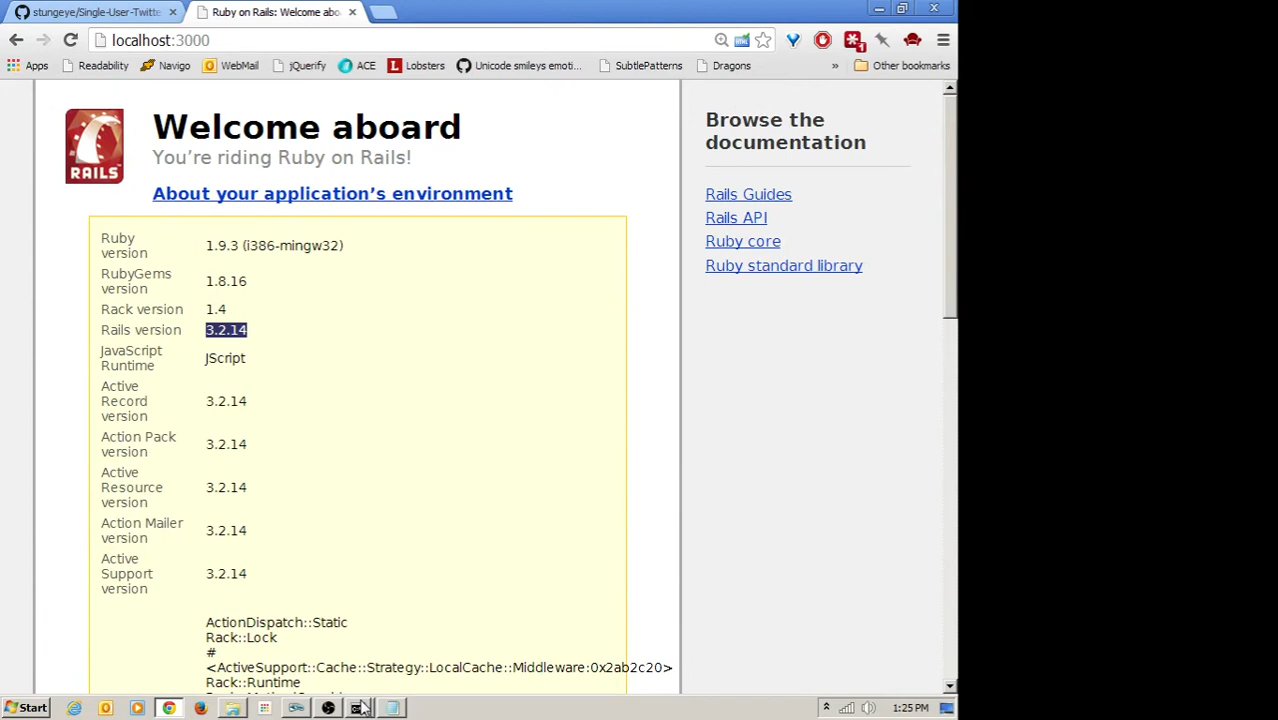 stungeye/Single-User-Twitte
Ruby on Rails: Welcome abo
localhost:3000
Apps
Readability
Navigo
WebMail
jQuerify
ACE
Lobsters
Unicode smileys emoti...
SubtlePatterns
Dragons
»
Other bookmarks
RAILS
Welcome aboard
You're riding Ruby on Rails!
About your application's environment
Ruby version 1.9.3 (i386-mingw32)
RubyGems version 1.8.16
Rack version 1.4
Rails version 3.2.14
JavaScript Runtime JScript
Active Record version 3.2.14
Action Pack version 3.2.14
Active Resource version 3.2.14
Action Mailer version 3.2.14
Active Support version 3.2.14
ActionDispatch::Static
Rack::Lock
#
<ActiveSupport::Cache::Strategy::LocalCache::Middleware:0x2ab2c20>
Rack::Runtime
Browse the
documentation
Rails Guides
Rails API
Ruby core
Ruby standard library
Start
1:25 PM